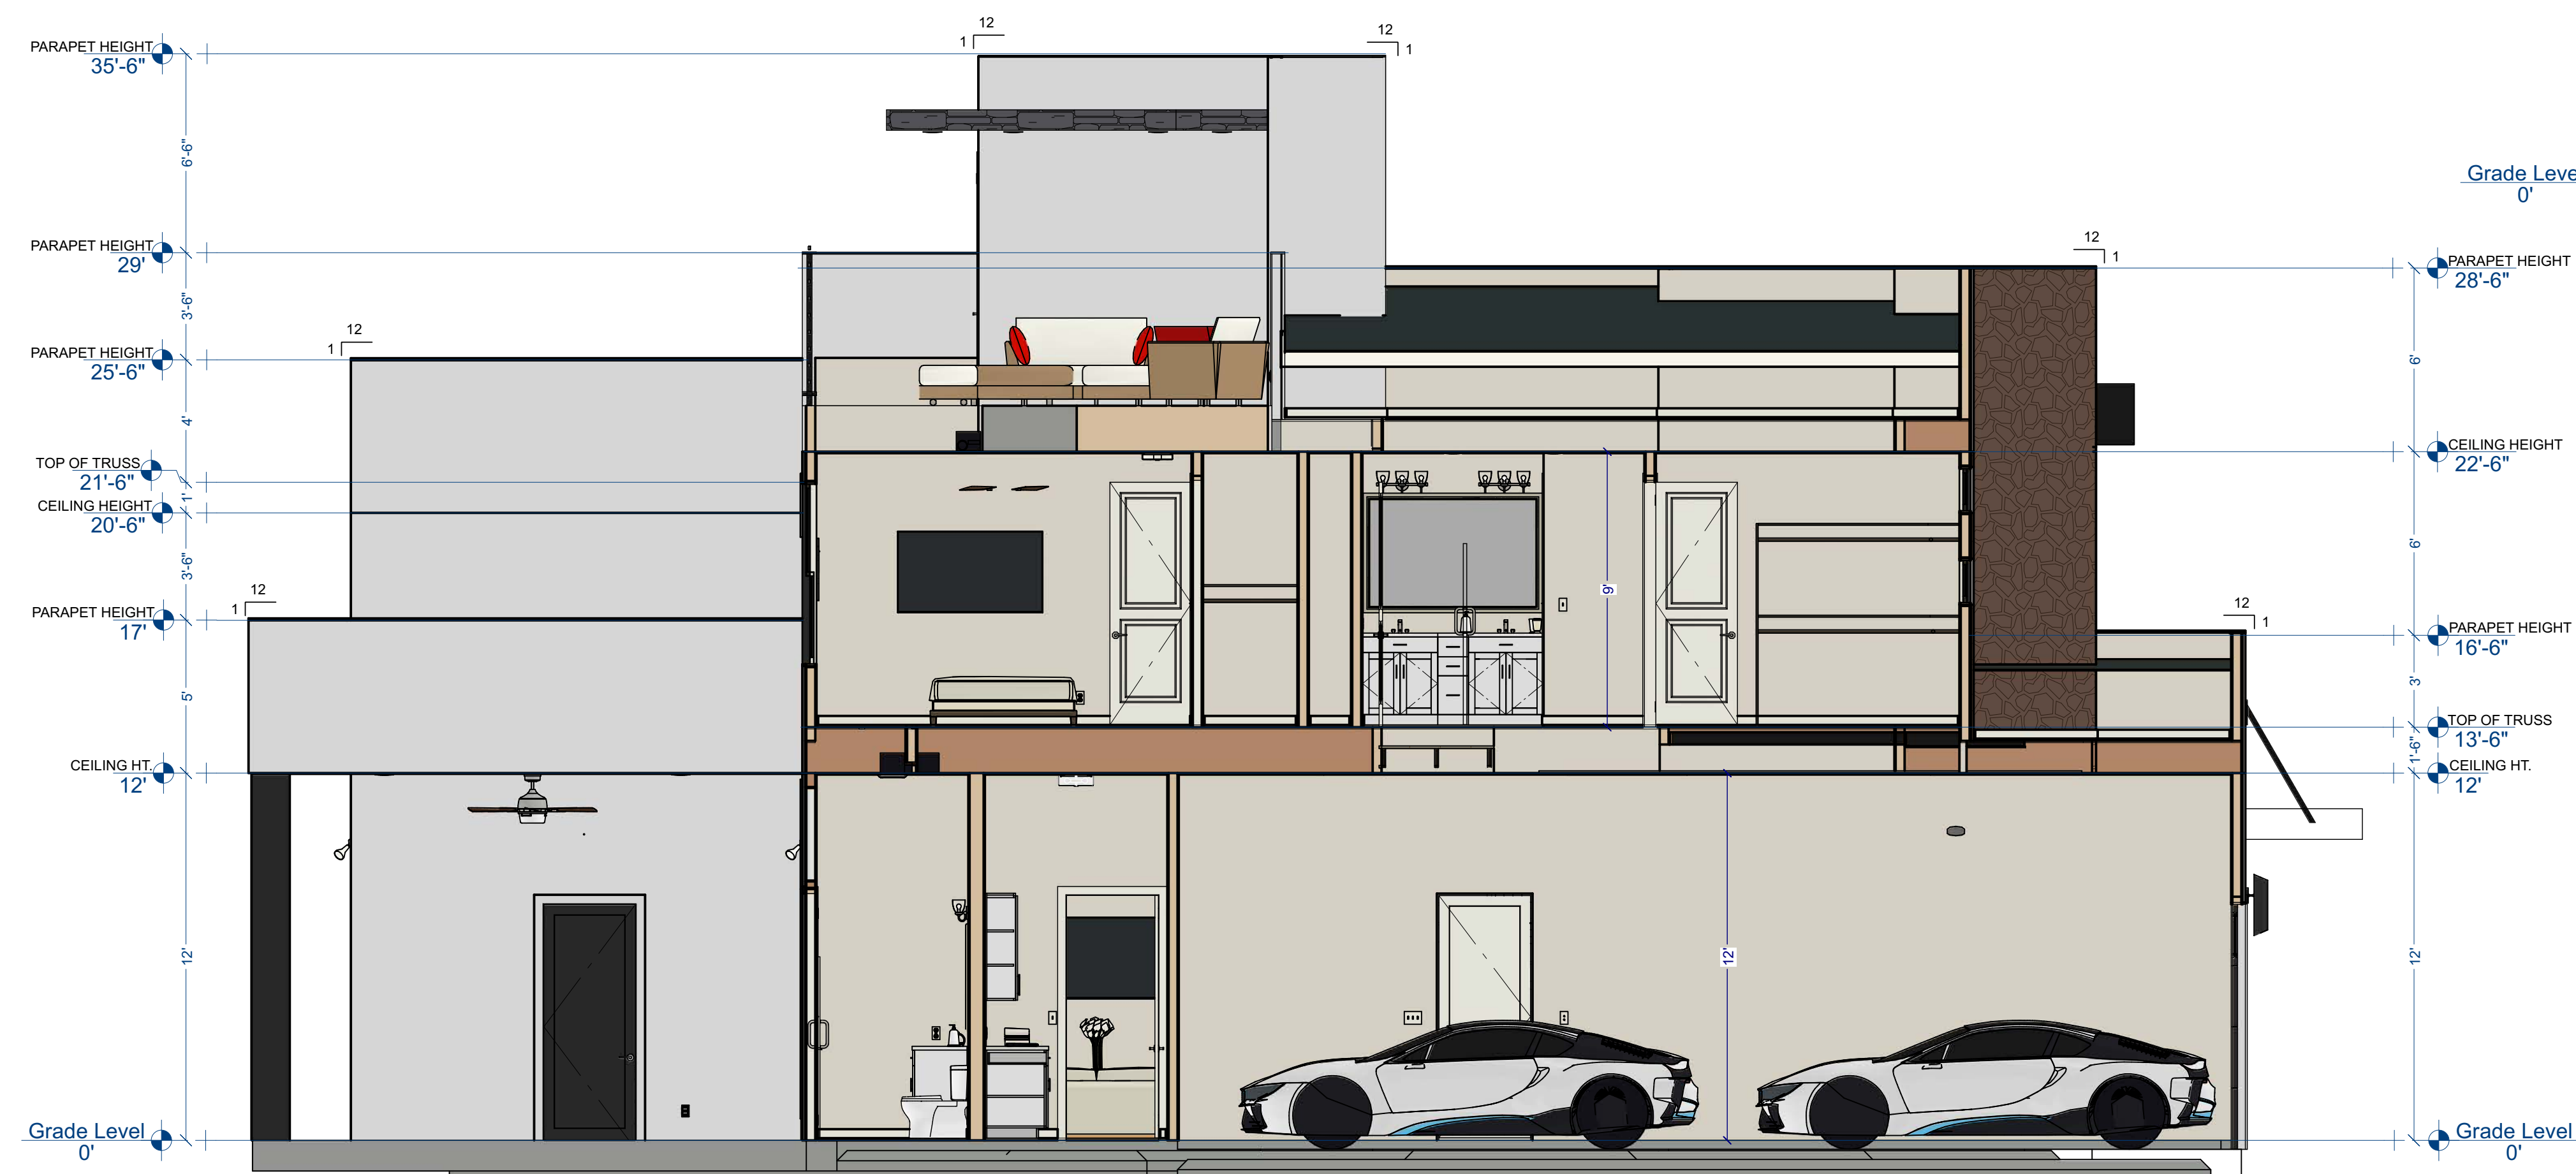 12
1
12
1
PARAPET HEIGHT
35'-6"
6'-6"
Grade Leve
0'
PARAPET HEIGHT
29'
12
1
PARAPET HEIGHT
28'-6"
3'-6"
12
1
PARAPET HEIGHT
25'-6"
6'
4'
CEILING HEIGHT
22'-6"
TOP OF TRUSS
21'-6"
1'
CEILING HEIGHT
20'-6"
6'
3'-6"
9'
12
1
12
1
PARAPET HEIGHT
17'
PARAPET HEIGHT
16'-6"
5'
3'
TOP OF TRUSS
13'-6"
1'-6"
CEILING HT.
12'
CEILING HT.
12'
12'
12'
12'
Grade Level
0'
Grade Level
0'